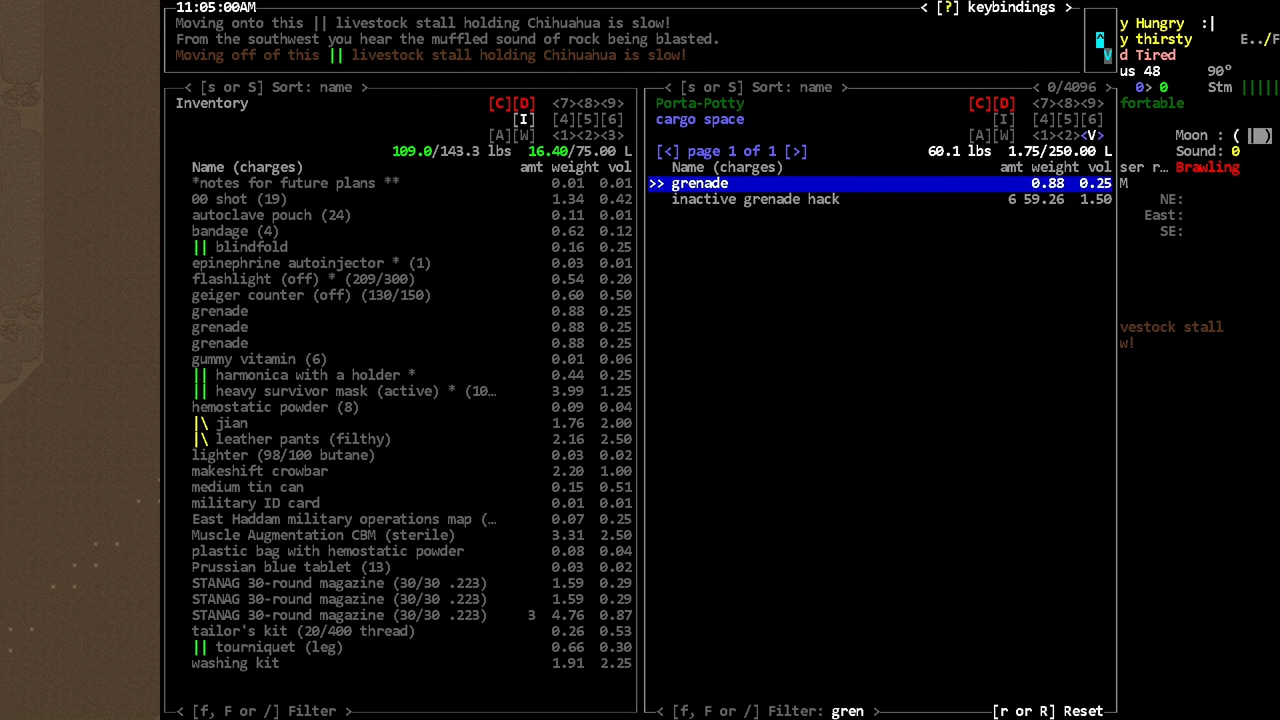 11:05:00AM < [?] keybindings >
Moving onto this || livestock stall holding Chihuahua is slow!
From the southwest you hear the muffled sound of rock being blasted.
Moving off of this || livestock stall holding Chihuahua is slow!
^
V
y Hungry :|
y thirsty E../F
d Tired
us 48 90°
0> 0 Stm |||||
fortable
Moon : ( | )
Sound: 0
ser r… Brawling
M
NE:
East:
SE:
vestock stall
w!
< [s or S] Sort: name >
Inventory [C][D] <7><8><9>
[I] [4][5][6]
[A][W] <1><2><3>
109.0/143.3 lbs 16.40/75.00 L
Name (charges) amt weight vol
*notes for future plans ** 0.01 0.01
00 shot (19) 1.34 0.42
autoclave pouch (24) 0.11 0.01
bandage (4) 0.62 0.12
|| blindfold 0.16 0.25
epinephrine autoinjector * (1) 0.03 0.01
flashlight (off) * (209/300) 0.54 0.20
geiger counter (off) (130/150) 0.60 0.50
grenade 0.88 0.25
grenade 0.88 0.25
grenade 0.88 0.25
gummy vitamin (6) 0.01 0.06
|| harmonica with a holder * 0.44 0.25
|| heavy survivor mask (active) * (10… 3.99 1.25
hemostatic powder (8) 0.09 0.04
|\ jian 1.76 2.00
|\ leather pants (filthy) 2.16 2.50
lighter (98/100 butane) 0.03 0.02
makeshift crowbar 2.20 1.00
medium tin can 0.15 0.51
military ID card 0.01 0.01
East Haddam military operations map (… 0.07 0.25
Muscle Augmentation CBM (sterile) 3.31 2.50
plastic bag with hemostatic powder 0.08 0.04
Prussian blue tablet (13) 0.03 0.02
STANAG 30-round magazine (30/30 .223) 1.59 0.29
STANAG 30-round magazine (30/30 .223) 1.59 0.29
STANAG 30-round magazine (30/30 .223) 3 4.76 0.87
tailor's kit (20/400 thread) 0.26 0.53
|| tourniquet (leg) 0.66 0.30
washing kit 1.91 2.25
< [f, F or /] Filter >
< [s or S] Sort: name > < 0/4096 >
Porta-Potty [C][D] <7><8><9>
cargo space [I] [4][5][6]
[A][W] <1><2><V>
[<] page 1 of 1 [>] 60.1 lbs 1.75/250.00 L
Name (charges) amt weight vol
>> grenade 0.88 0.25
inactive grenade hack 6 59.26 1.50
< [f, F or /] Filter: gren > [r or R] Reset